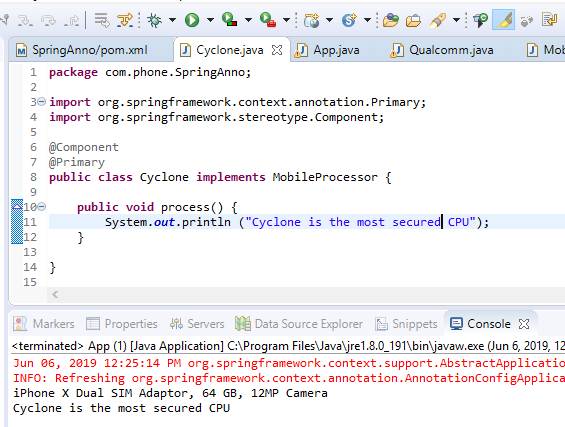 SpringAnno/pom.xml Cyclone.java App.java Qualcomm.java Mob
1 package com.phone.SpringAnno;
2
3 import org.springframework.context.annotation.Primary;
4 import org.springframework.stereotype.Component;
5
6 @Component
7 @Primary
8 public class Cyclone implements MobileProcessor {
9
10 public void process() {
11 System.out.println ("Cyclone is the most secured CPU");
12 }
13
14 }
15
Markers Properties Servers Data Source Explorer Snippets Console
<terminated> App (1) [Java Application] C:\Program Files\Java\jre1.8.0_191\bin\javaw.exe (Jun 6, 2019, 12
Jun 06, 2019 12:25:14 PM org.springframework.context.support.AbstractApplicatio
INFO: Refreshing org.springframework.context.annotation.AnnotationConfigApplica
iPhone X Dual SIM Adaptor, 64 GB, 12MP Camera
Cyclone is the most secured CPU